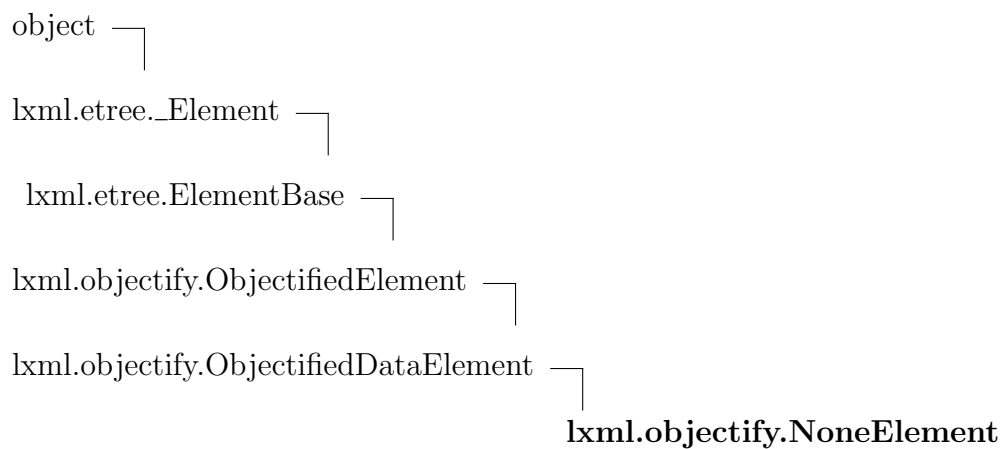 object
lxml.etree._Element
lxml.etree.ElementBase
lxml.objectify.ObjectifiedElement
lxml.objectify.ObjectifiedDataElement
lxml.objectify.NoneElement